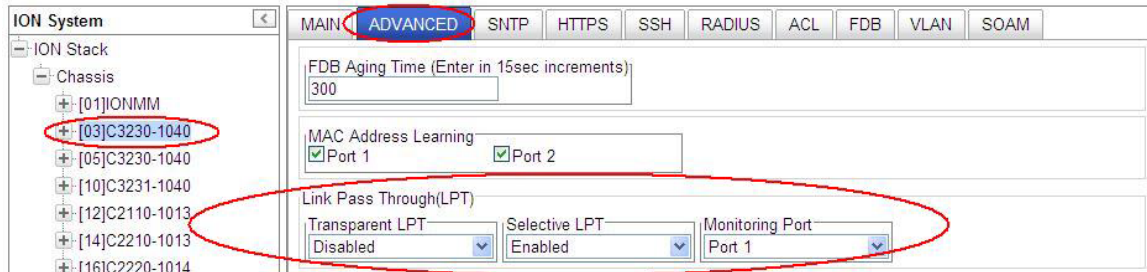 ION System
ION Stack
Chassis
[01]IONMM
[03]C3230-1040
[05]C3230-1040
[10]C3231-1040
[12]C2110-1013
[14]C2210-1013
[16]C2220-1014
MAIN ADVANCED SNTP HTTPS SSH RADIUS ACL FDB VLAN SOAM
FDB Aging Time (Enter in 15sec increments)
300
MAC Address Learning
Port 1 Port 2
Link Pass Through(LPT)
Transparent LPT Selective LPT Monitoring Port
Disabled Enabled Port 1